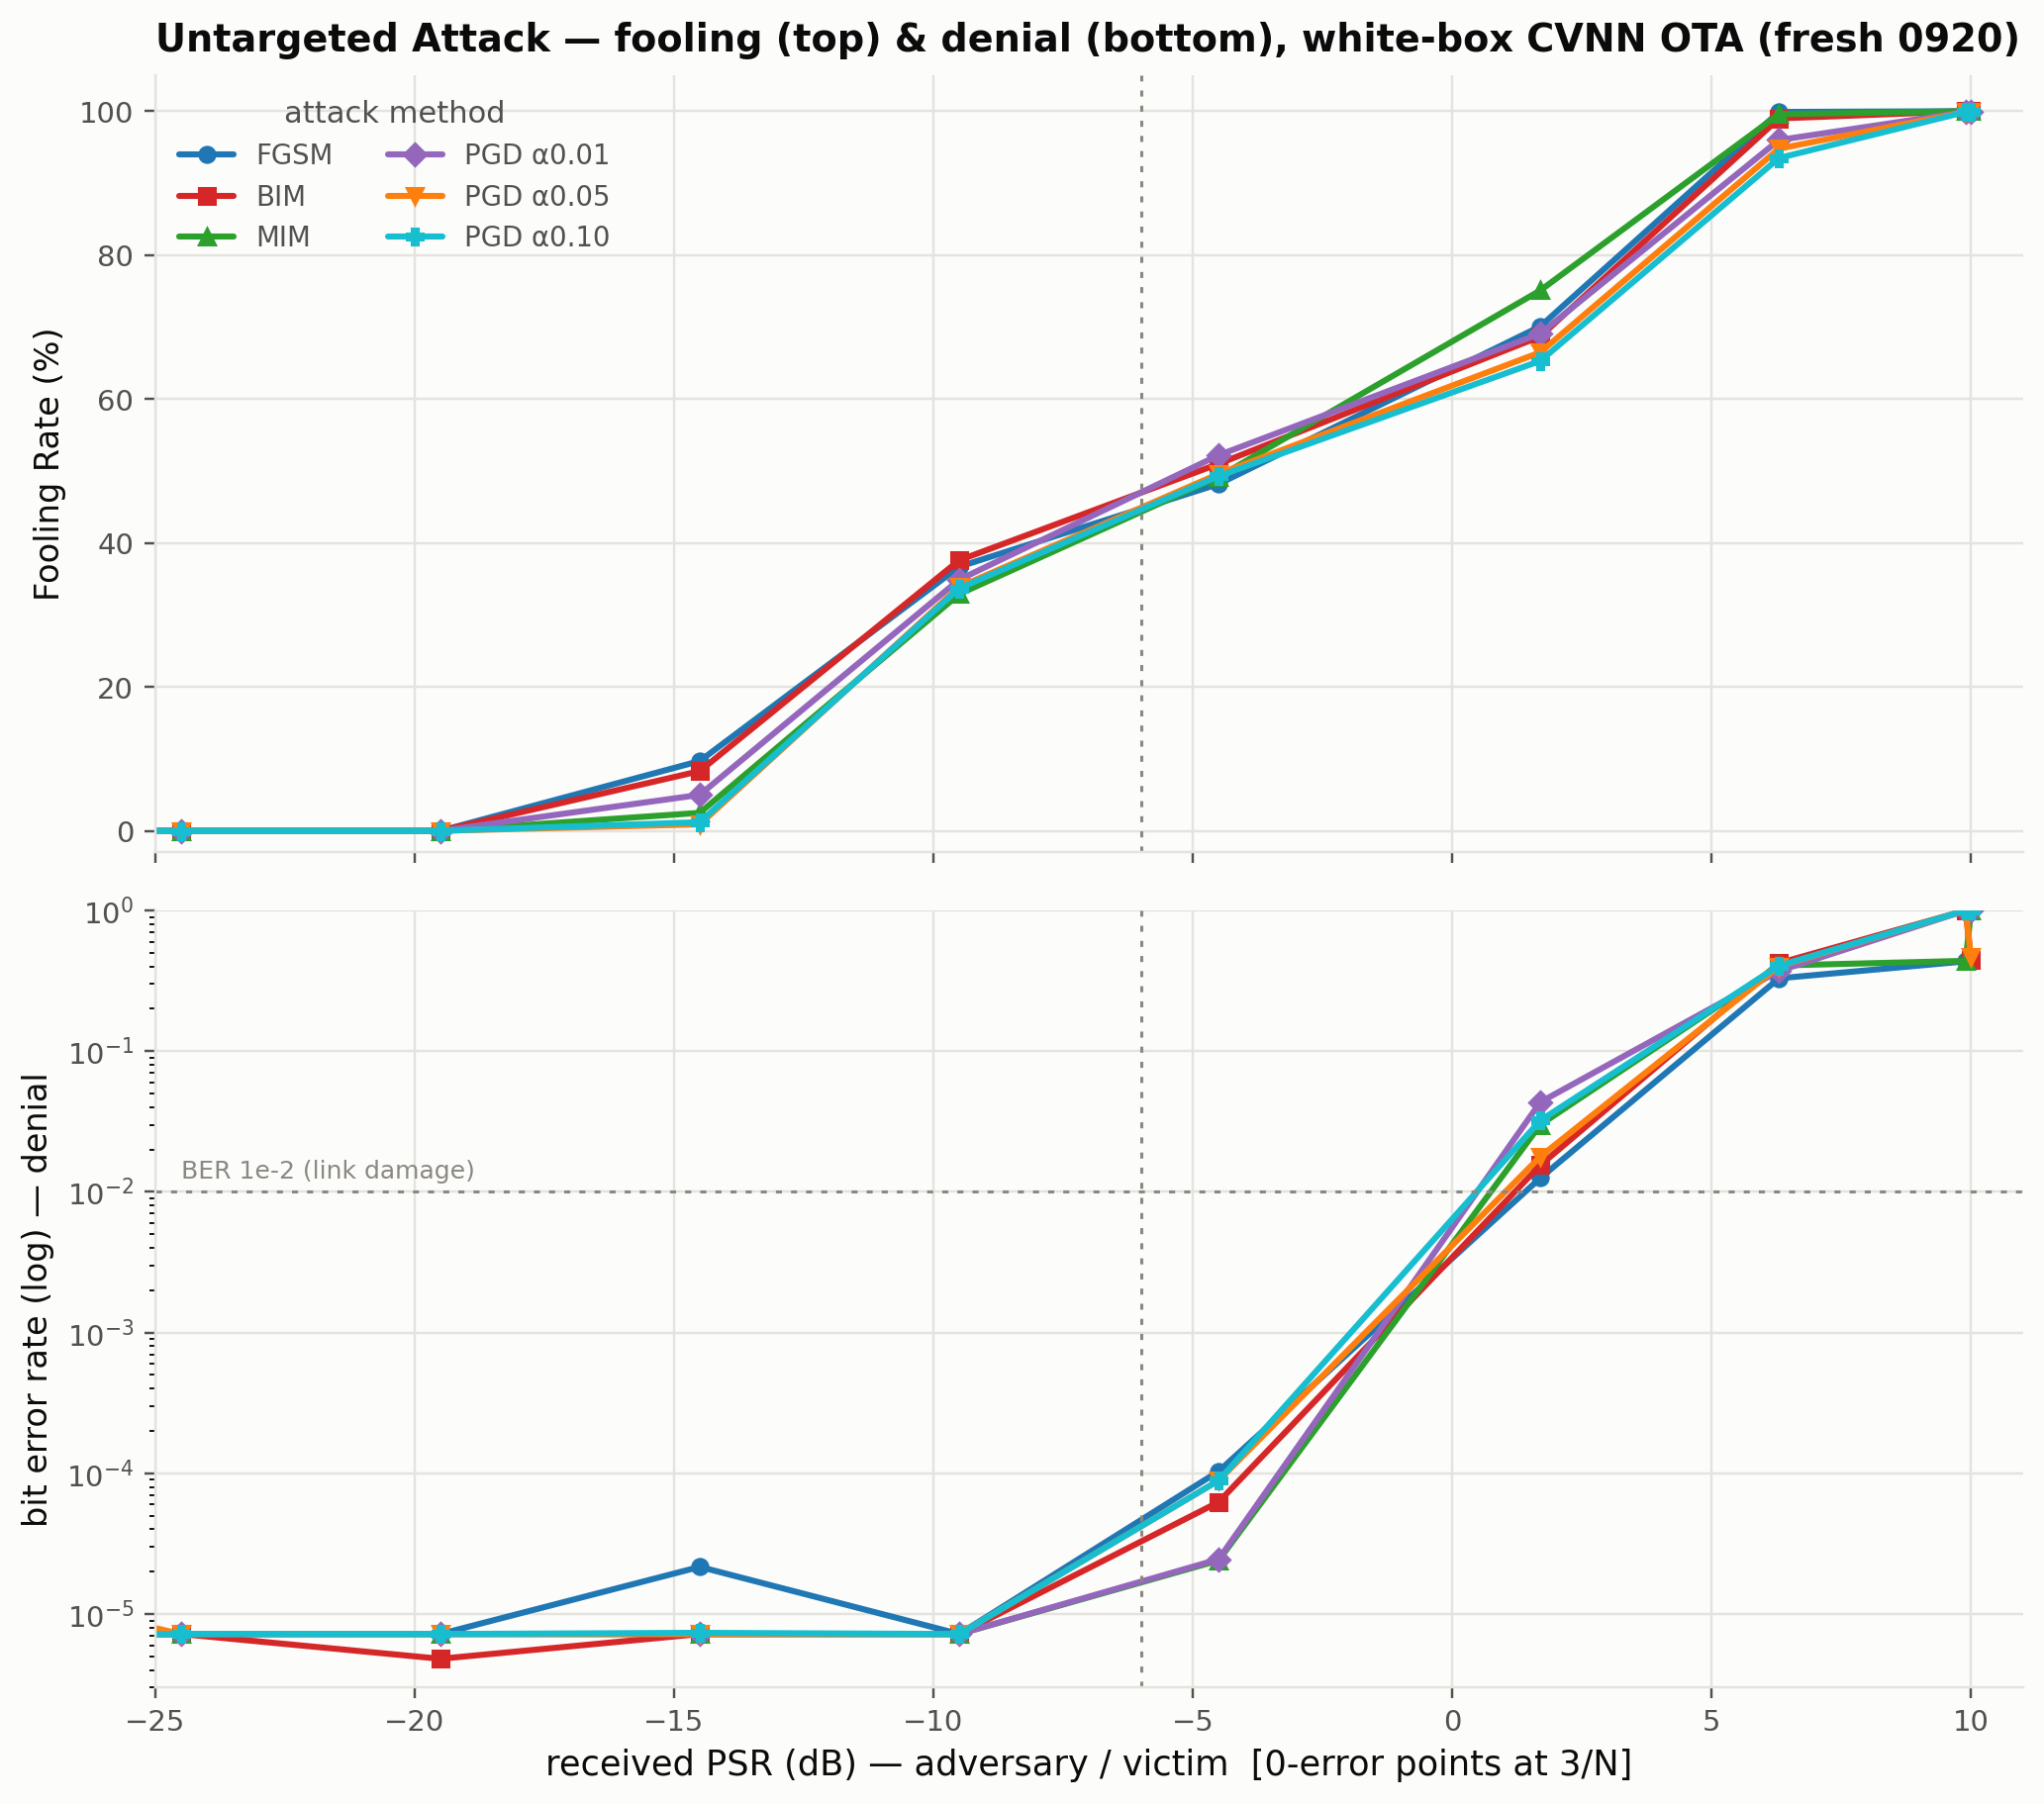 Untargeted Attack — fooling (top) & denial (bottom), white-box CVNN OTA (fresh 0920)
Fooling Rate (%)
100
80
60
40
20
0
attack method
FGSM
BIM
MIM
PGD α0.01
PGD α0.05
PGD α0.10
bit error rate (log) — denial
10⁰
10⁻¹
10⁻²
10⁻³
10⁻⁴
10⁻⁵
BER 1e-2 (link damage)
−25 −20 −15 −10 −5 0 5 10
received PSR (dB) — adversary / victim [0-error points at 3/N]